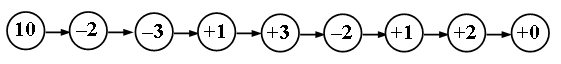 10 –2 –3 +1 +3 –2 +1 +2 +0